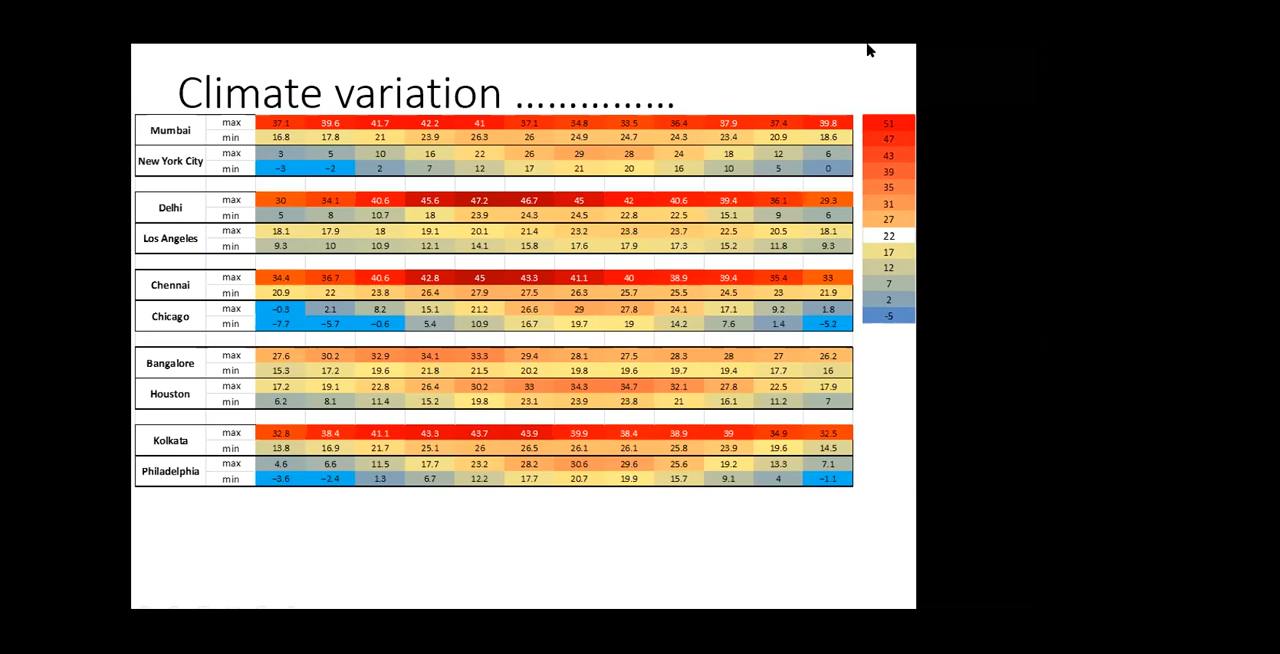 Climate variation ……………
Mumbai max 37.1 39.6 41.7 42.2 41 37.1 34.8 33.5 36.4 37.9 37.4 39.8 51
min 16.8 17.8 21 23.9 26.3 26 24.9 24.7 24.3 23.4 20.9 18.6 47
New York City max 3 5 10 16 22 26 29 28 24 18 12 6 43
min −3 −2 2 7 12 17 21 20 16 10 5 0 39
35
Delhi max 30 34.1 40.6 45.6 47.2 46.7 45 42 40.6 39.4 36.1 29.3 31
min 5 8 10.7 18 23.9 24.3 24.5 22.8 22.5 15.1 9 6 27
Los Angeles max 18.1 17.9 18 19.1 20.1 21.4 23.2 23.8 23.7 22.5 20.5 18.1 22
min 9.3 10 10.9 12.1 14.1 15.8 17.6 17.9 17.3 15.2 11.8 9.3 17
12
Chennai max 34.4 36.7 40.6 42.8 45 43.3 41.1 40 38.9 39.4 35.4 33 7
min 20.9 22 23.8 26.4 27.9 27.5 26.3 25.7 25.5 24.5 23 21.9 2
Chicago max −0.3 2.1 8.2 15.1 21.2 26.6 29 27.8 24.1 17.1 9.2 1.8 -5
min −7.7 −5.7 −0.6 5.4 10.9 16.7 19.7 19 14.2 7.6 1.4 −5.2
Bangalore max 27.6 30.2 32.9 34.1 33.3 29.4 28.1 27.5 28.3 28 27 26.2
min 15.3 17.2 19.6 21.8 21.5 20.2 19.8 19.6 19.7 19.4 17.7 16
Houston max 17.2 19.1 22.8 26.4 30.2 33 34.3 34.7 32.1 27.8 22.5 17.9
min 6.2 8.1 11.4 15.2 19.8 23.1 23.9 23.8 21 16.1 11.2 7
Kolkata max 32.8 38.4 41.1 43.3 43.7 43.9 39.9 38.4 38.9 39 34.9 32.5
min 13.8 16.9 21.7 25.1 26 26.5 26.1 26.1 25.8 23.9 19.6 14.5
Philadelphia max 4.6 6.6 11.5 17.7 23.2 28.2 30.6 29.6 25.6 19.2 13.3 7.1
min −3.6 −2.4 1.3 6.7 12.2 17.7 20.7 19.9 15.7 9.1 4 −1.1